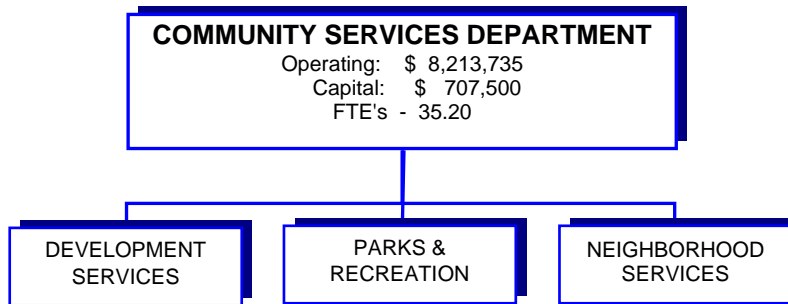 COMMUNITY SERVICES DEPARTMENT
Operating: $ 8,213,735
Capital: $ 707,500
FTE's - 35.20
DEVELOPMENT
SERVICES
PARKS &
RECREATION
NEIGHBORHOOD
SERVICES